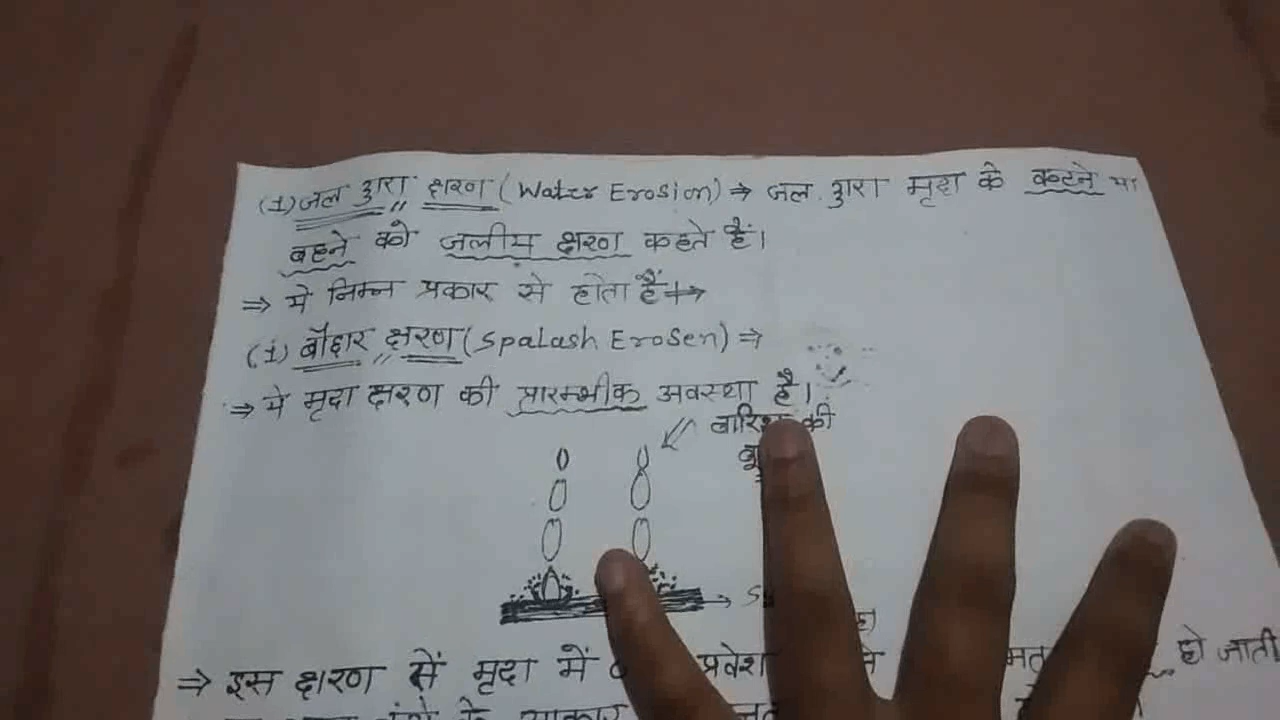 (1) जल द्वारा क्षरण (Water Erosion) ⇒ जल द्वारा मृदा के कटने या
बहने को जलीय क्षरण कहते हैं।
⇒ ये निम्न प्रकार से होता है →
(1) बौछार क्षरण (Spalash Erosen) ⇒
⇒ ये मृदा क्षरण की प्रारम्भीक अवस्था है।
बारिश की
⇒ इस क्षरण में मृदा में प्रवेश हो जाती
के आकार